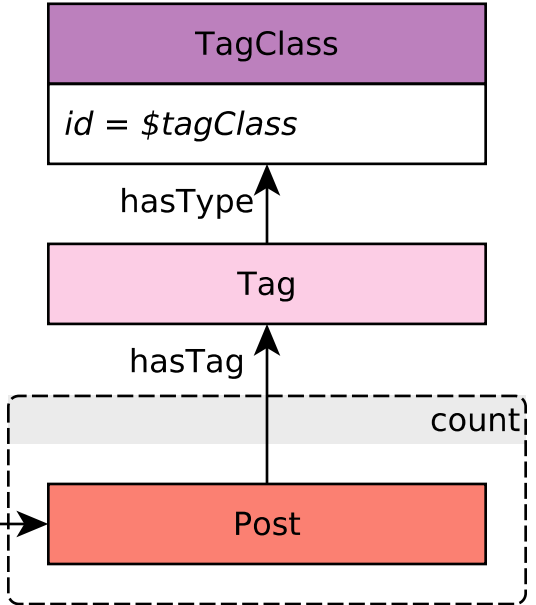 TagClass
id = $tagClass
hasType
Tag
hasTag
count
Post